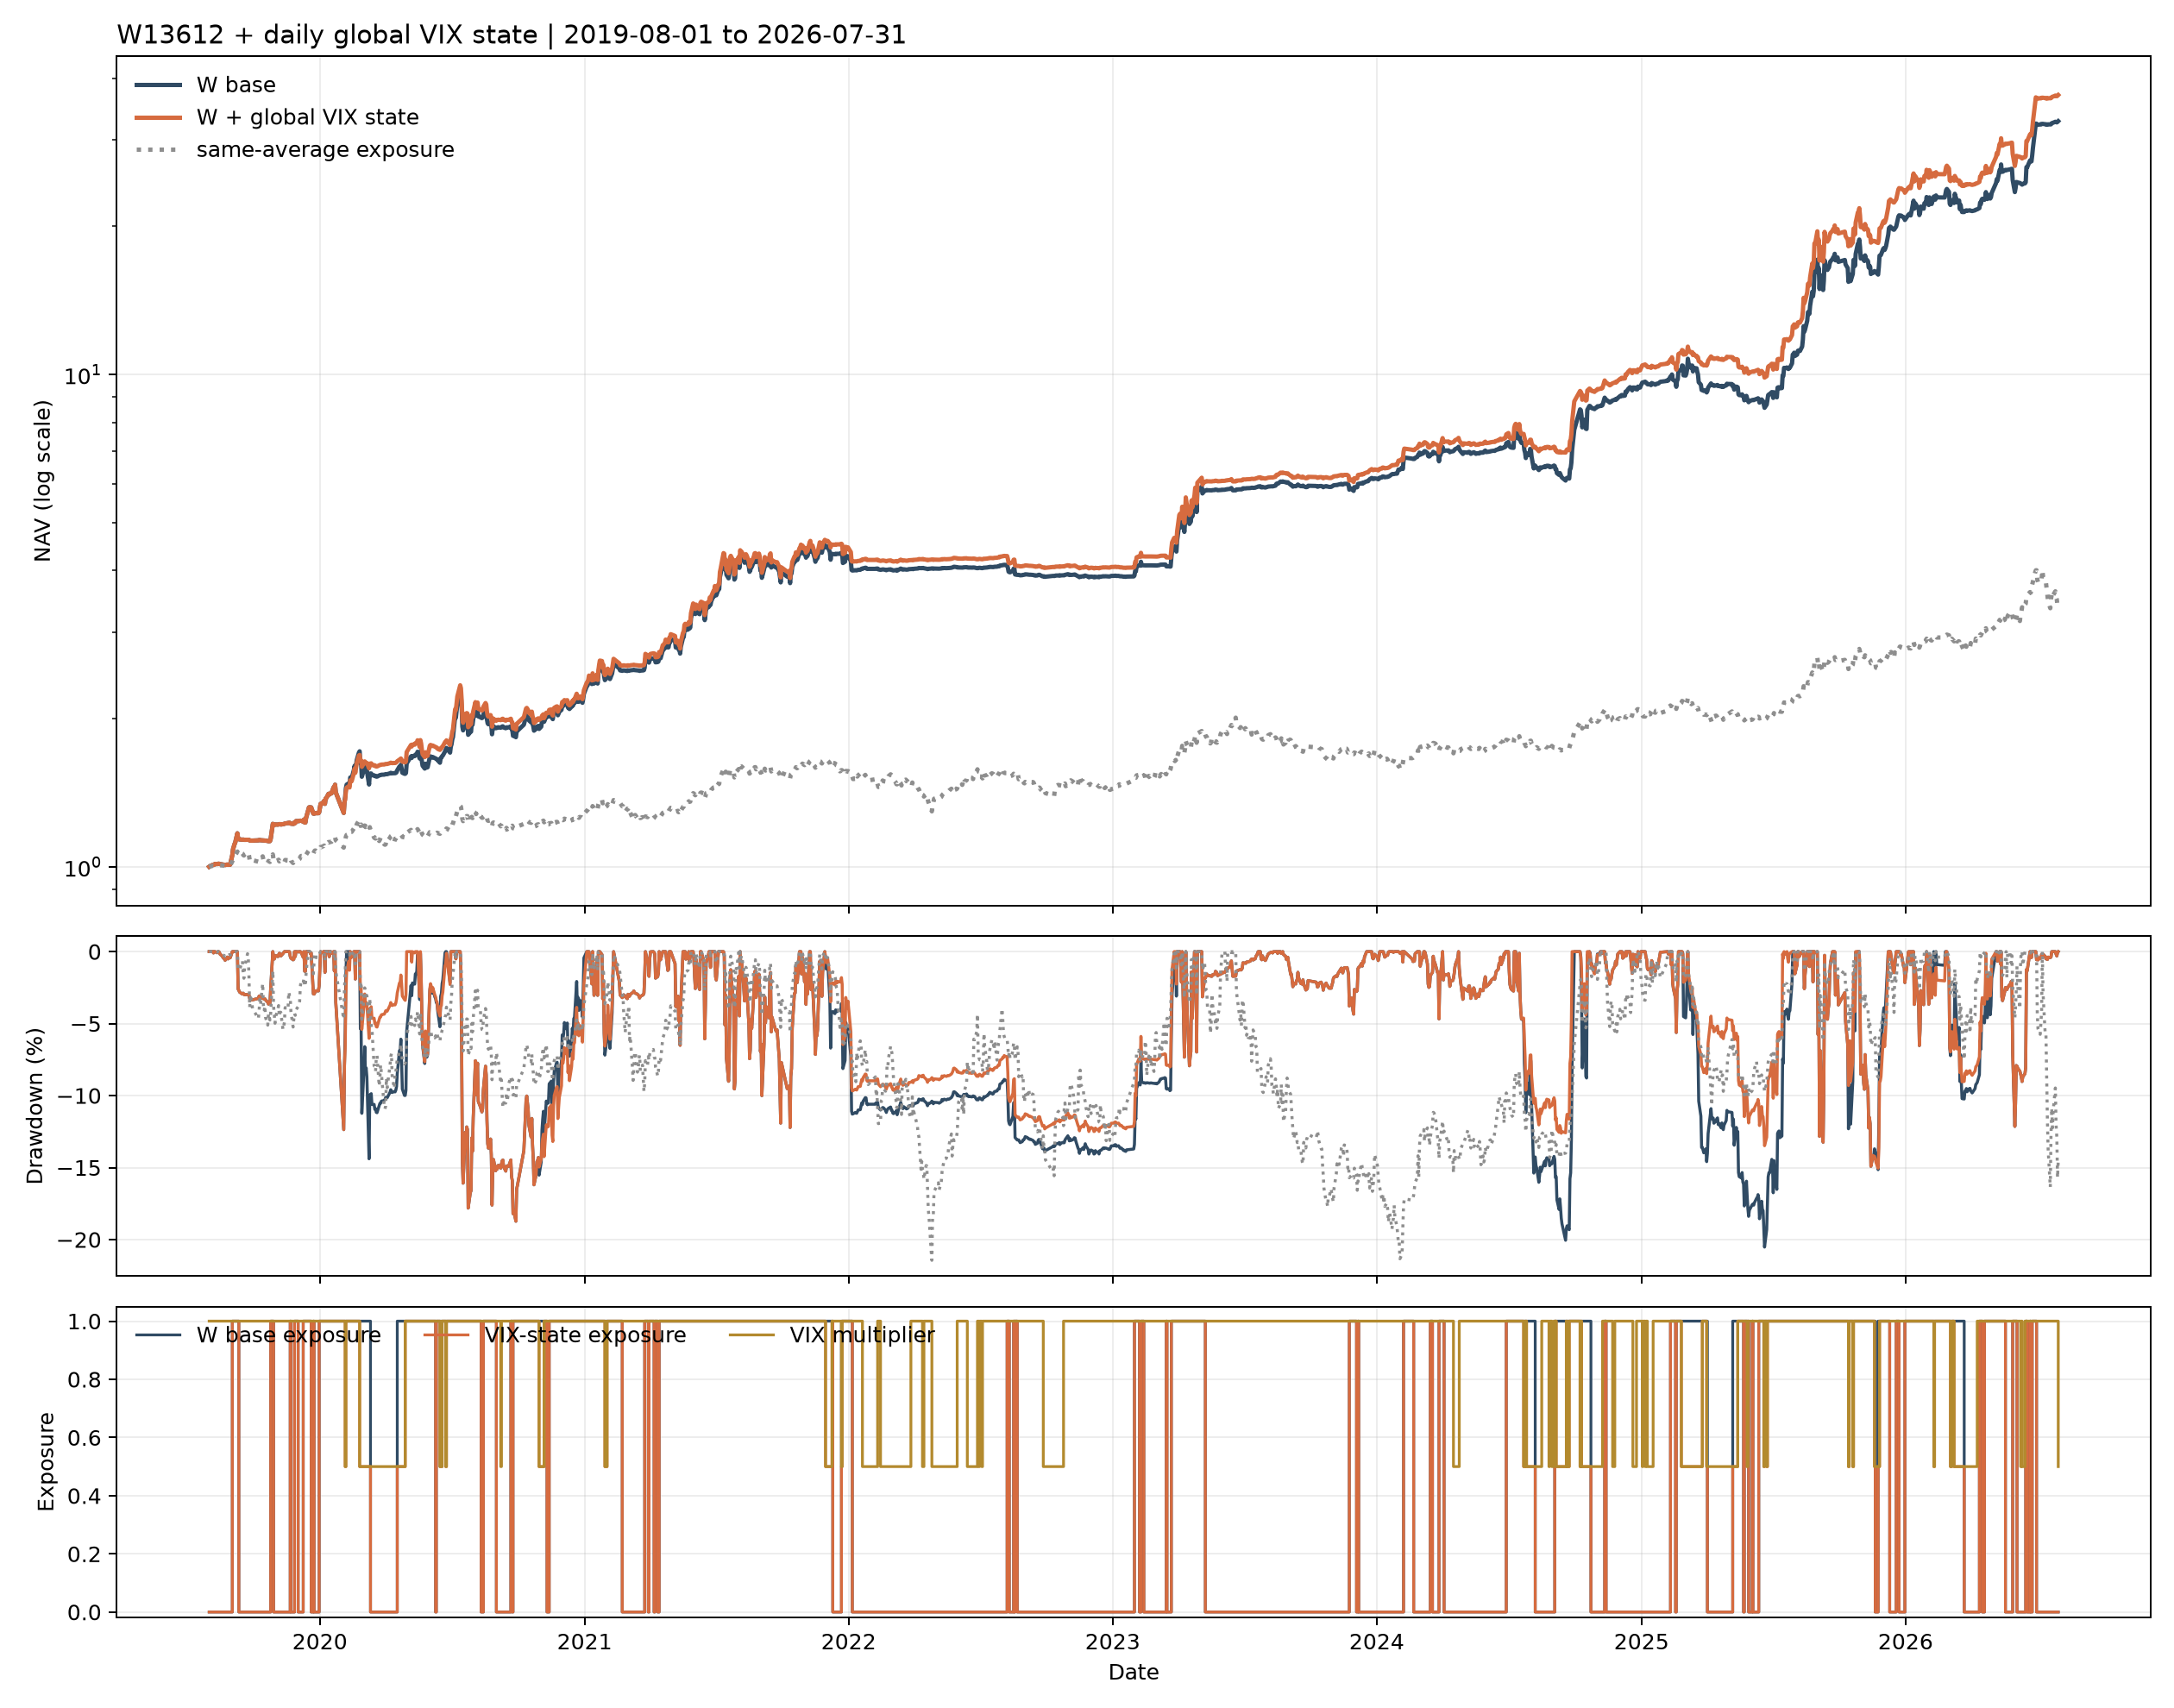 W13612 + daily global VIX state | 2019-08-01 to 2026-07-31
W base
W + global VIX state
same-average exposure
10¹
10⁰
NAV (log scale)
0
−5
−10
−15
−20
Drawdown (%)
W base exposure VIX-state exposure VIX multiplier
1.0
0.8
0.6
0.4
0.2
0.0
Exposure
2020 2021 2022 2023 2024 2025 2026
Date